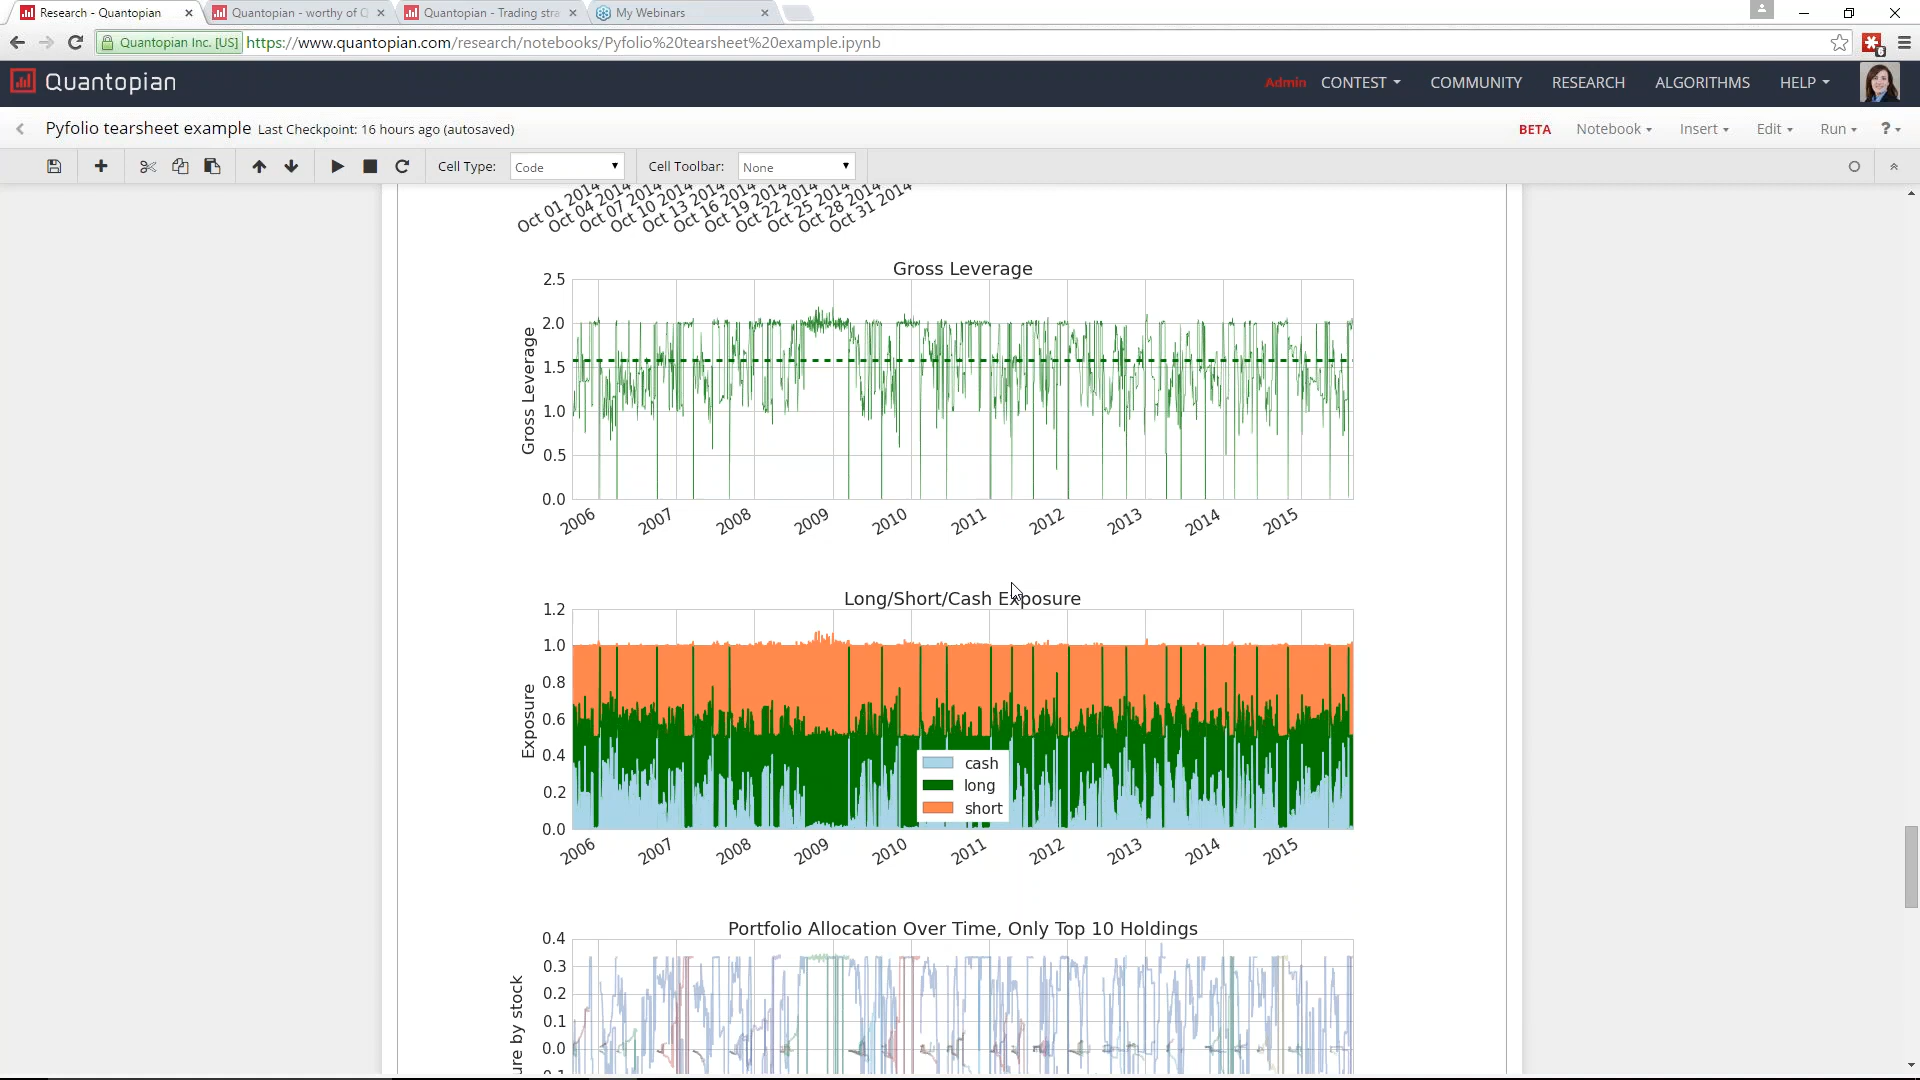 Research - Quantopian
Quantopian - worthy of Q
Quantopian - Trading stra
My Webinars
Quantopian Inc. [US]
https://www.quantopian.com/research/notebooks/Pyfolio%20tearsheet%20example.ipynb
Quantopian
Admin
CONTEST
COMMUNITY
RESEARCH
ALGORITHMS
HELP
Pyfolio tearsheet example
Last Checkpoint: 16 hours ago (autosaved)
BETA
Notebook
Insert
Edit
Run
?
Cell Type:
Code
Cell Toolbar:
None
Oct 01 2014
Oct 04 2014
Oct 07 2014
Oct 10 2014
Oct 13 2014
Oct 16 2014
Oct 19 2014
Oct 22 2014
Oct 25 2014
Oct 28 2014
Oct 31 2014
Gross Leverage
Gross Leverage
2.5
2.0
1.5
1.0
0.5
0.0
2006
2007
2008
2009
2010
2011
2012
2013
2014
2015
Long/Short/Cash Exposure
Exposure
1.2
1.0
0.8
0.6
0.4
0.2
0.0
cash
long
short
2006
2007
2008
2009
2010
2011
2012
2013
2014
2015
Portfolio Allocation Over Time, Only Top 10 Holdings
ure by stock
0.4
0.3
0.2
0.1
0.0